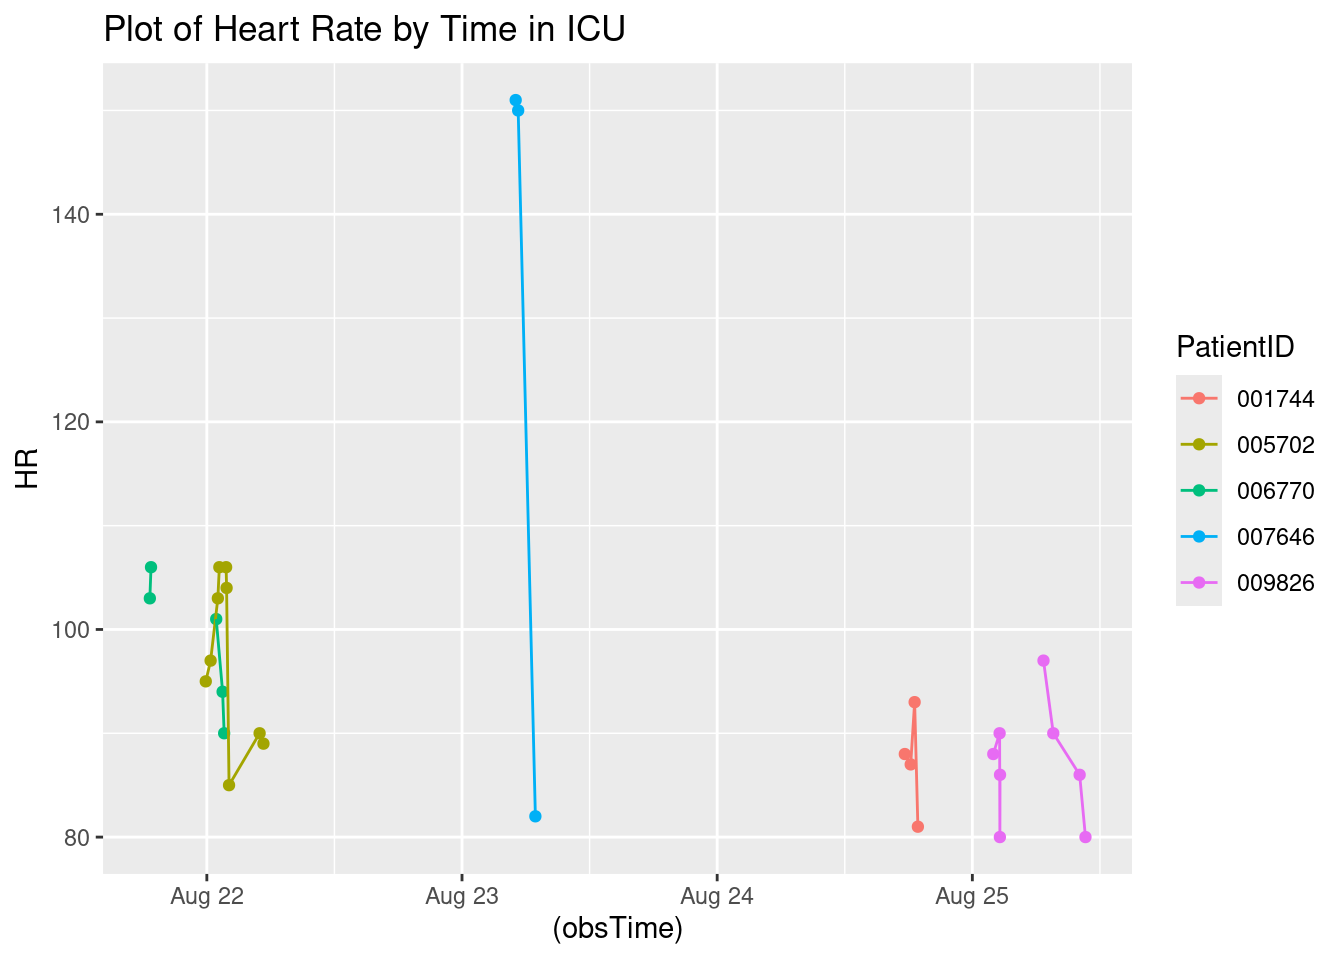 Plot of Heart Rate by Time in ICU
HR
140
120
100
80
Aug 22
Aug 23
Aug 24
Aug 25
(obsTime)
PatientID
001744
005702
006770
007646
009826